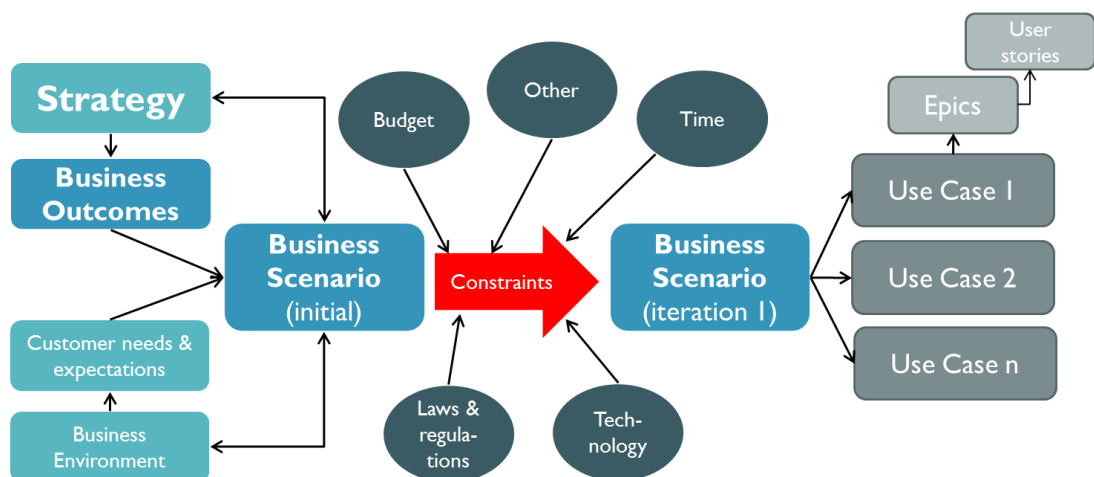 Strategy
Business
Outcomes
Customer needs &
expectations
Business
Environment
Business
Scenario
(initial)
Budget
Other
Time
Constraints
Laws &
regula-
tions
Tech-
nology
Business
Scenario
(iteration 1)
User
stories
Epics
Use Case 1
Use Case 2
Use Case n